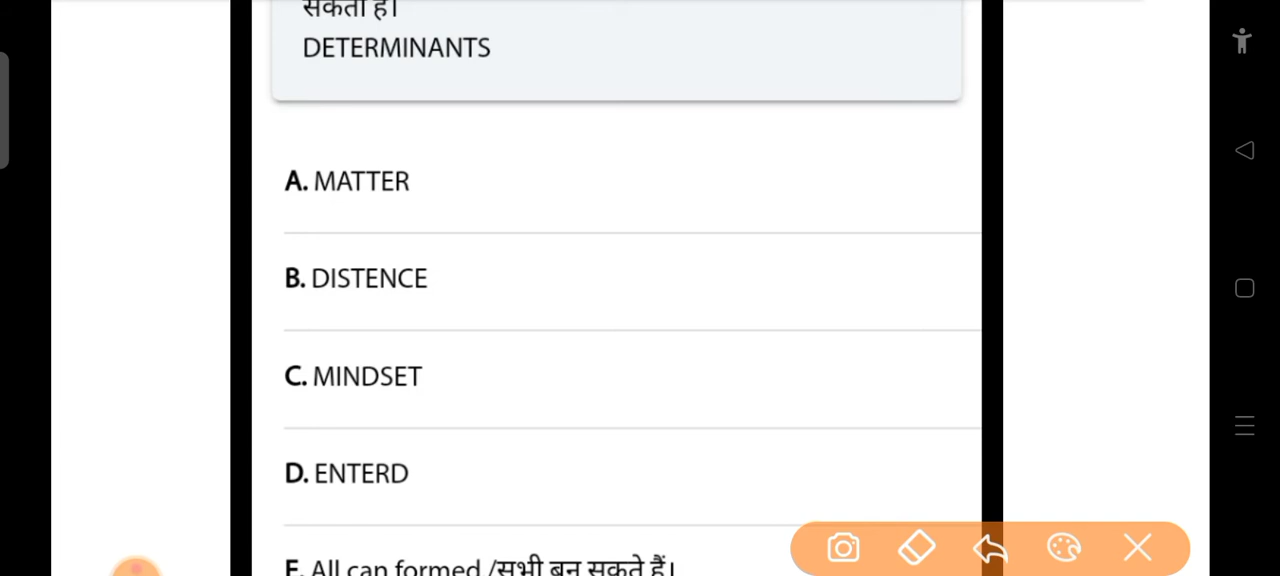 सकता है।
DETERMINANTS
A. MATTER
B. DISTENCE
C. MINDSET
D. ENTERD
E. All can formed /सभी बन सकते हैं।